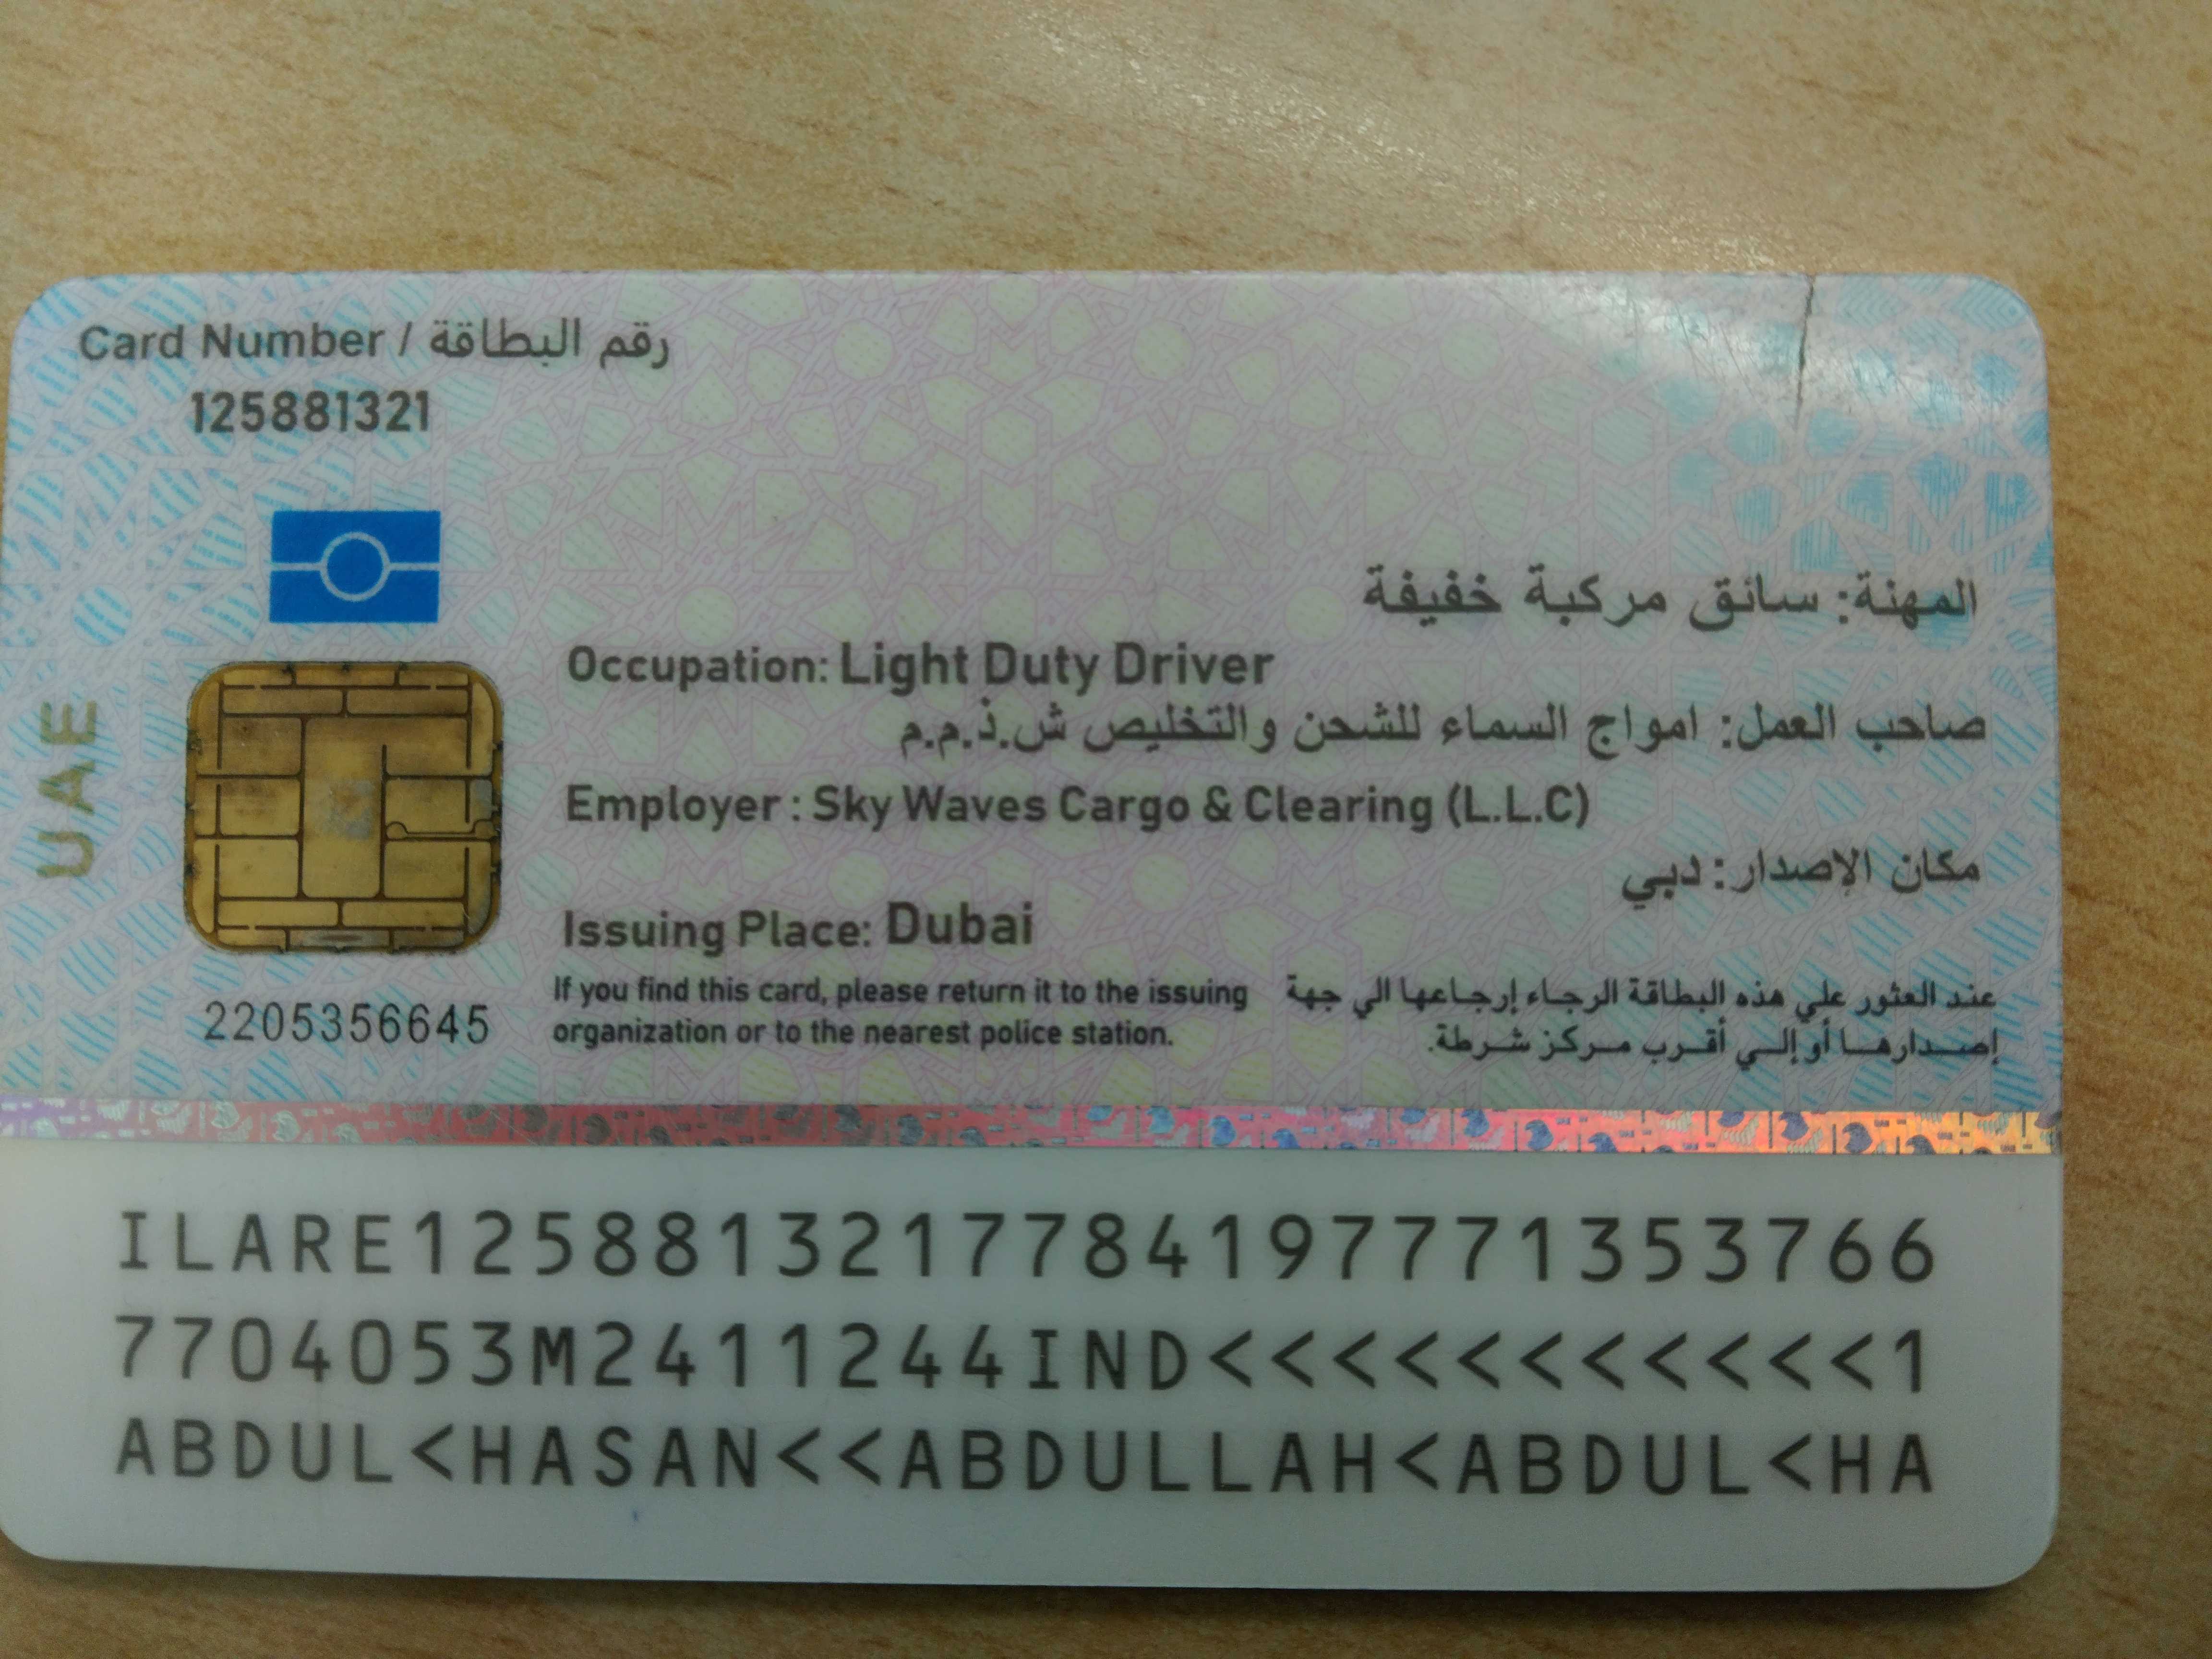 Card Number / رقم البطاقة
125881321
المهنة: سائق مركبة خفيفة
Occupation: Light Duty Driver
صاحب العمل: امواج السماء للشحن والتخليص ش.ذ.م.م
Employer : Sky Waves Cargo & Clearing (L.L.C)
مكان الإصدار: دبي
Issuing Place: Dubai
UAE
If you find this card, please return it to the issuing
organization or to the nearest police station.
عند العثور علي هذه البطاقة الرجاء إرجاعها الي جهة
إصدارها أو إلي أقرب مركز شرطة.
2205356645
ILARE1258813217784197771353766
7704053M2411244IND<<<<<<<<<<<1
ABDUL<HASAN<<ABDULLAH<ABDUL<HA